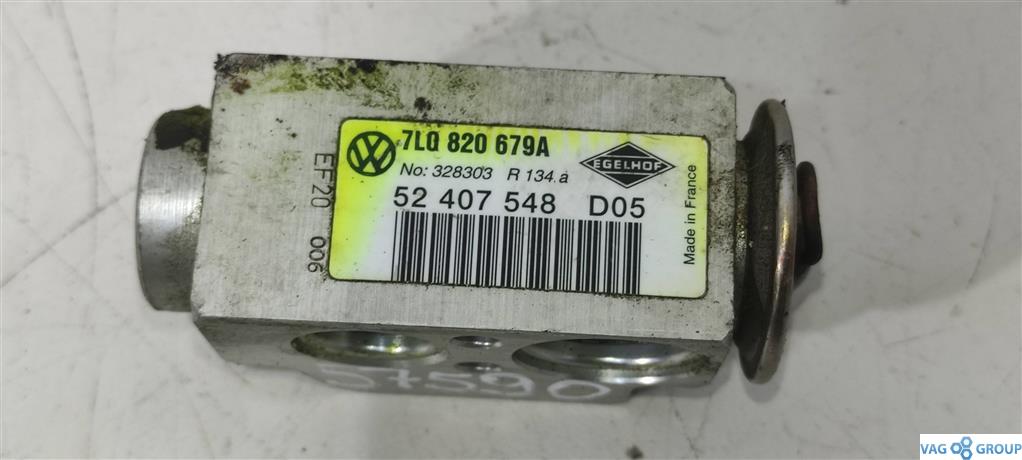 7L0 820 679A
EGELHOF
No: 328303 R 134.a
52 407 548 D05
Made in France
EF20 006
57590
VAG GROUP